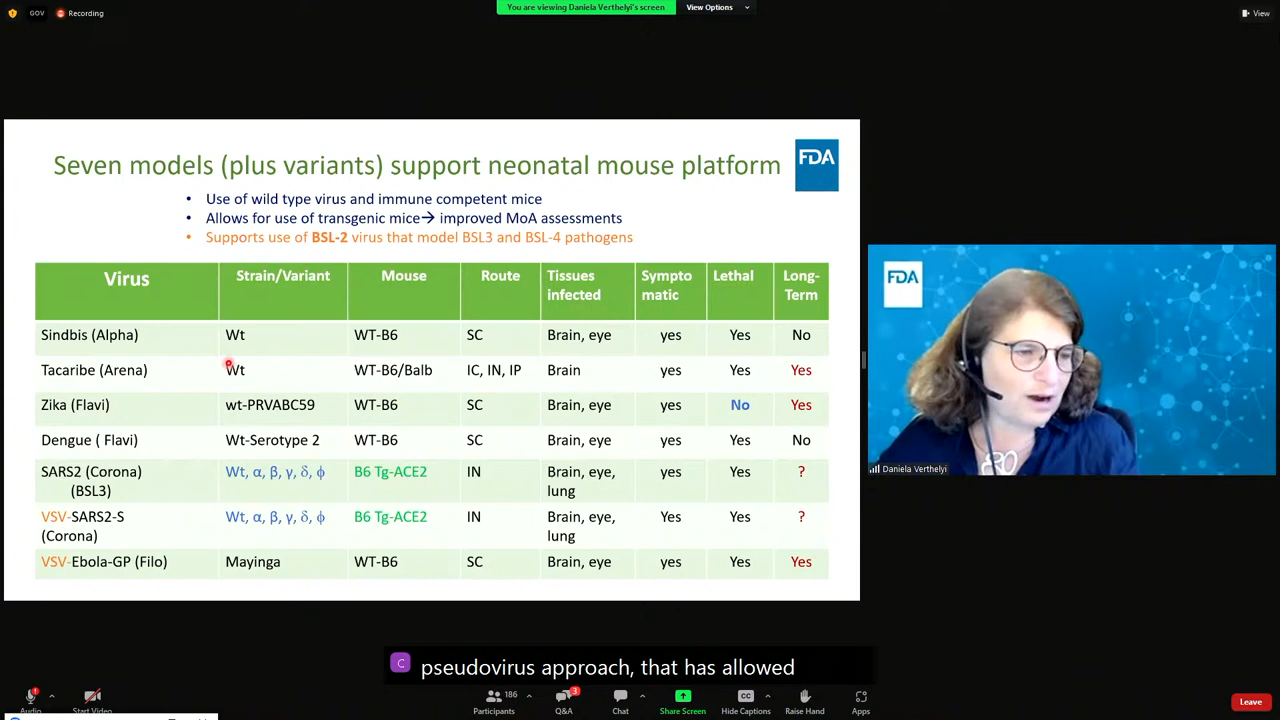 GOV
Recording
You are viewing Daniela Verthelyi's screen
View Options
View
Seven models (plus variants) support neonatal mouse platform
FDA
• Use of wild type virus and immune competent mice
• Allows for use of transgenic mice→ improved MoA assessments
• Supports use of BSL-2 virus that model BSL3 and BSL-4 pathogens
Virus Strain/Variant Mouse Route Tissues infected Sympto matic Lethal Long-Term
Sindbis (Alpha) Wt WT-B6 SC Brain, eye yes Yes No
Tacaribe (Arena) Wt WT-B6/Balb IC, IN, IP Brain yes Yes Yes
Zika (Flavi) wt-PRVABC59 WT-B6 SC Brain, eye yes No Yes
Dengue ( Flavi) Wt-Serotype 2 WT-B6 SC Brain, eye yes Yes No
SARS2 (Corona) Wt, α, β, γ, δ, ϕ B6 Tg-ACE2 IN Brain, eye, yes Yes ?
(BSL3) lung
VSV-SARS2-S Wt, α, β, γ, δ, ϕ B6 Tg-ACE2 IN Brain, eye, Yes Yes ?
(Corona) lung
VSV-Ebola-GP (Filo) Mayinga WT-B6 SC Brain, eye yes Yes Yes
FDA
Daniela Verthelyi
C
pseudovirus approach, that has allowed
Audio
Start Video
186
Participants
3
Q&A
Chat
Share Screen
CC
Hide Captions
Raise Hand
Apps
Leave